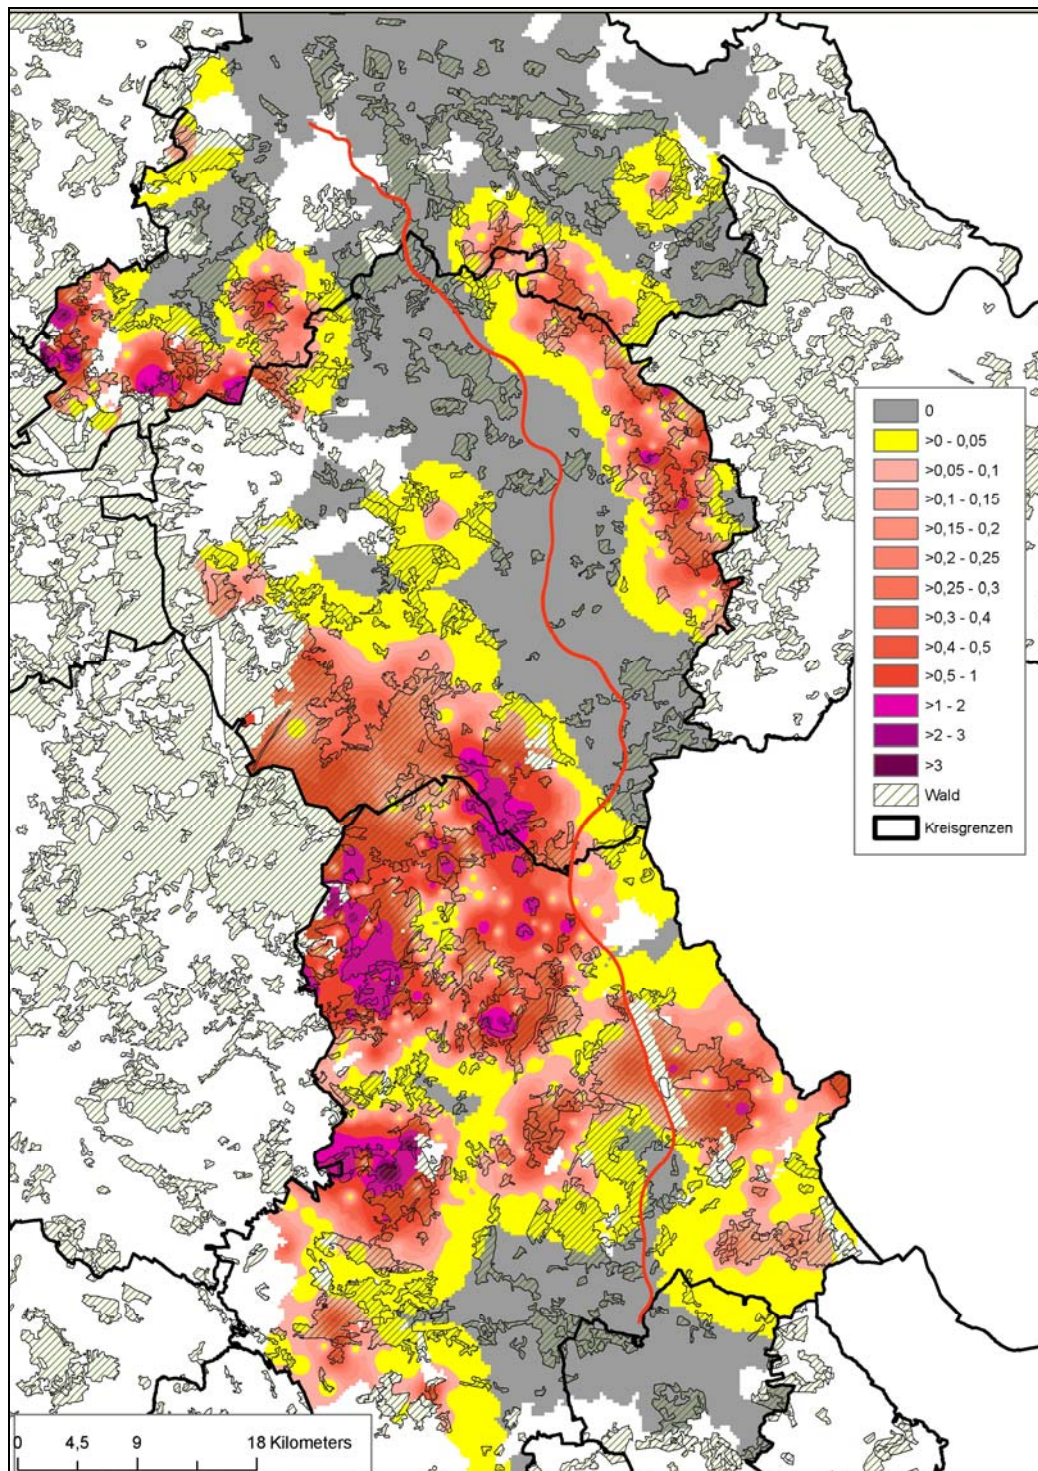 0
>0 - 0,05
>0,05 - 0,1
>0,1 - 0,15
>0,15 - 0,2
>0,2 - 0,25
>0,25 - 0,3
>0,3 - 0,4
>0,4 - 0,5
>0,5 - 1
>1 - 2
>2 - 3
>3
Wald
Kreisgrenzen
0 4,5 9 18 Kilometers